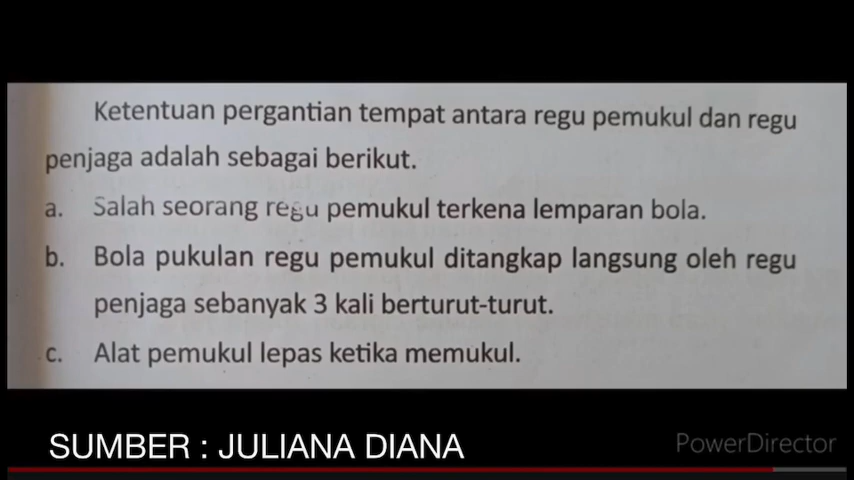 Ketentuan pergantian tempat antara regu pemukul dan regu
penjaga adalah sebagai berikut.
a. Salah seorang regu pemukul terkena lemparan bola.
b. Bola pukulan regu pemukul ditangkap langsung oleh regu
penjaga sebanyak 3 kali berturut-turut.
c. Alat pemukul lepas ketika memukul.
SUMBER : JULIANA DIANA
PowerDirector